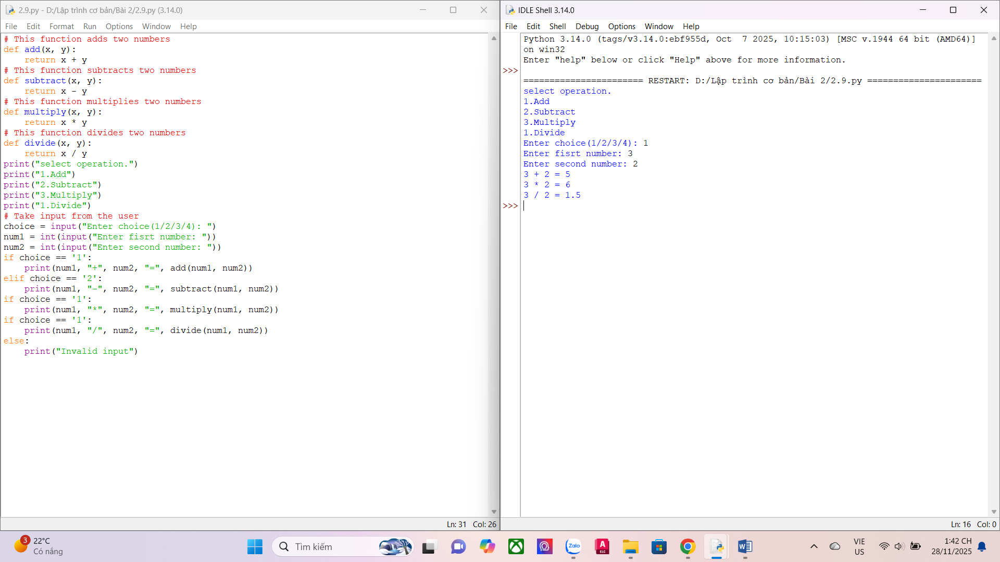 2.9.py - D:/Lập trình cơ bản/Bài 2/2.9.py (3.14.0)
File Edit Format Run Options Window Help
# This function adds two numbers
def add(x, y):
    return x + y
# This function subtracts two numbers
def subtract(x, y):
    return x - y
# This function multiplies two numbers
def multiply(x, y):
    return x * y
# This function divides two numbers
def divide(x, y):
    return x / y
print("select operation.")
print("1.Add")
print("2.Subtract")
print("3.Multiply")
print("1.Divide")
# Take input from the user
choice = input("Enter choice(1/2/3/4): ")
num1 = int(input("Enter fisrt number: "))
num2 = int(input("Enter second number: "))
if choice == '1':
    print(num1, "+", num2, "=", add(num1, num2))
elif choice == '2':
    print(num1, "-", num2, "=", subtract(num1, num2))
if choice == '1':
    print(num1, "*", num2, "=", multiply(num1, num2))
if choice == '1':
    print(num1, "/", num2, "=", divide(num1, num2))
else:
    print("Invalid input")
Ln: 31 Col: 26
IDLE Shell 3.14.0
File Edit Shell Debug Options Window Help
Python 3.14.0 (tags/v3.14.0:ebf955d, Oct  7 2025, 10:15:03) [MSC v.1944 64 bit (AMD64)]
on win32
Enter "help" below or click "Help" above for more information.
>>>
======================= RESTART: D:/Lập trình cơ bản/Bài 2/2.9.py ======================
select operation.
1.Add
2.Subtract
3.Multiply
1.Divide
Enter choice(1/2/3/4): 1
Enter fisrt number: 3
Enter second number: 2
3 + 2 = 5
3 * 2 = 6
3 / 2 = 1.5
>>>
Ln: 16 Col: 0
3
22°C
Có nắng
Tìm kiếm
Zalo
A
ELC
W
VIE
US
1:42 CH
28/11/2025